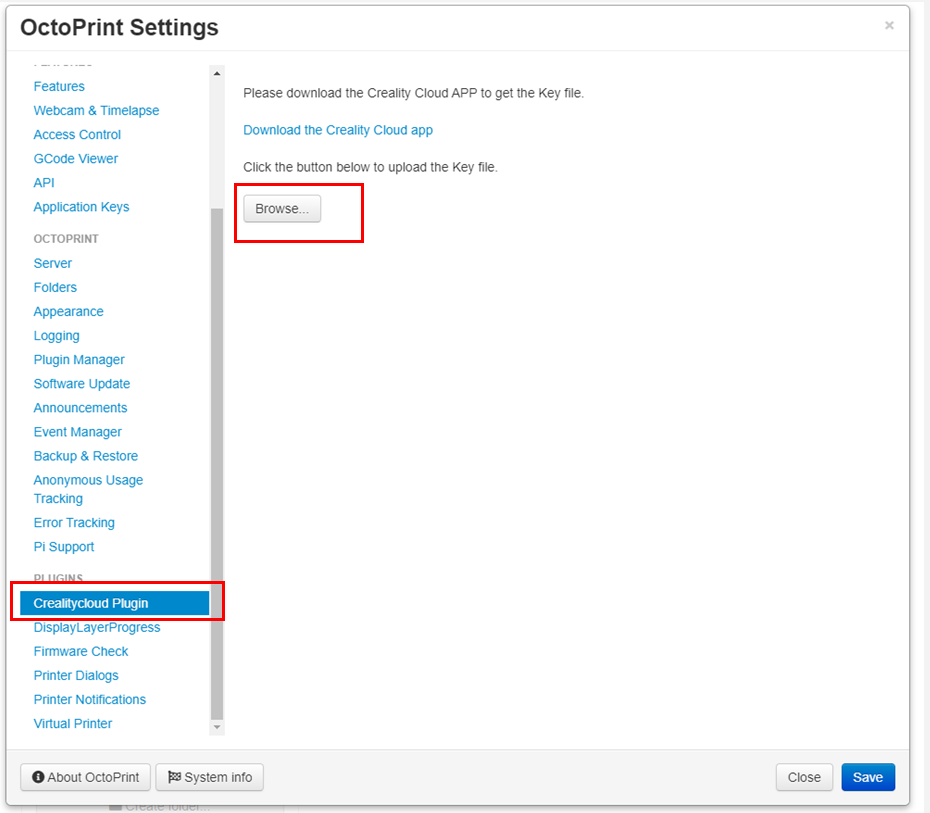 OctoPrint Settings
×
FEATURES
Features
Webcam & Timelapse
Access Control
GCode Viewer
API
Application Keys
OCTOPRINT
Server
Folders
Appearance
Logging
Plugin Manager
Software Update
Announcements
Event Manager
Backup & Restore
Anonymous Usage
Tracking
Error Tracking
Pi Support
PLUGINS
Crealitycloud Plugin
DisplayLayerProgress
Firmware Check
Printer Dialogs
Printer Notifications
Virtual Printer
Please download the Creality Cloud APP to get the Key file.
Download the Creality Cloud app
Click the button below to upload the Key file.
Browse...
About OctoPrint
System info
Close
Save
Create folder...